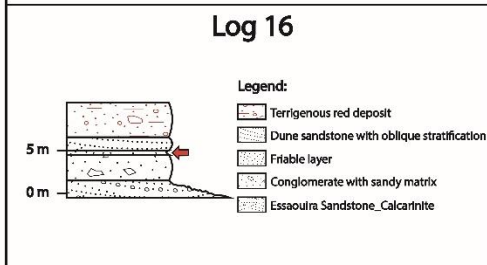 Log 16
Legend:
Terrigenous red deposit
Dune sandstone with oblique stratification
Friable layer
Conglomerate with sandy matrix
Essaouira Sandstone_Calcarinite
5 m
0 m